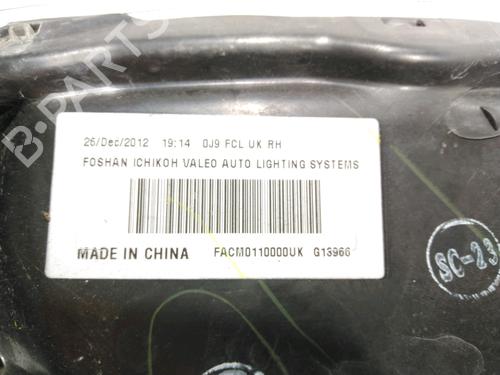 26/Dec/2012 19:14 0J9 FCL UK RH
FOSHAN ICHIKOH VALEO AUTO LIGHTING SYSTEMS
MADE IN CHINA FACM0110000UK G13966
SC-23
B-PARTS